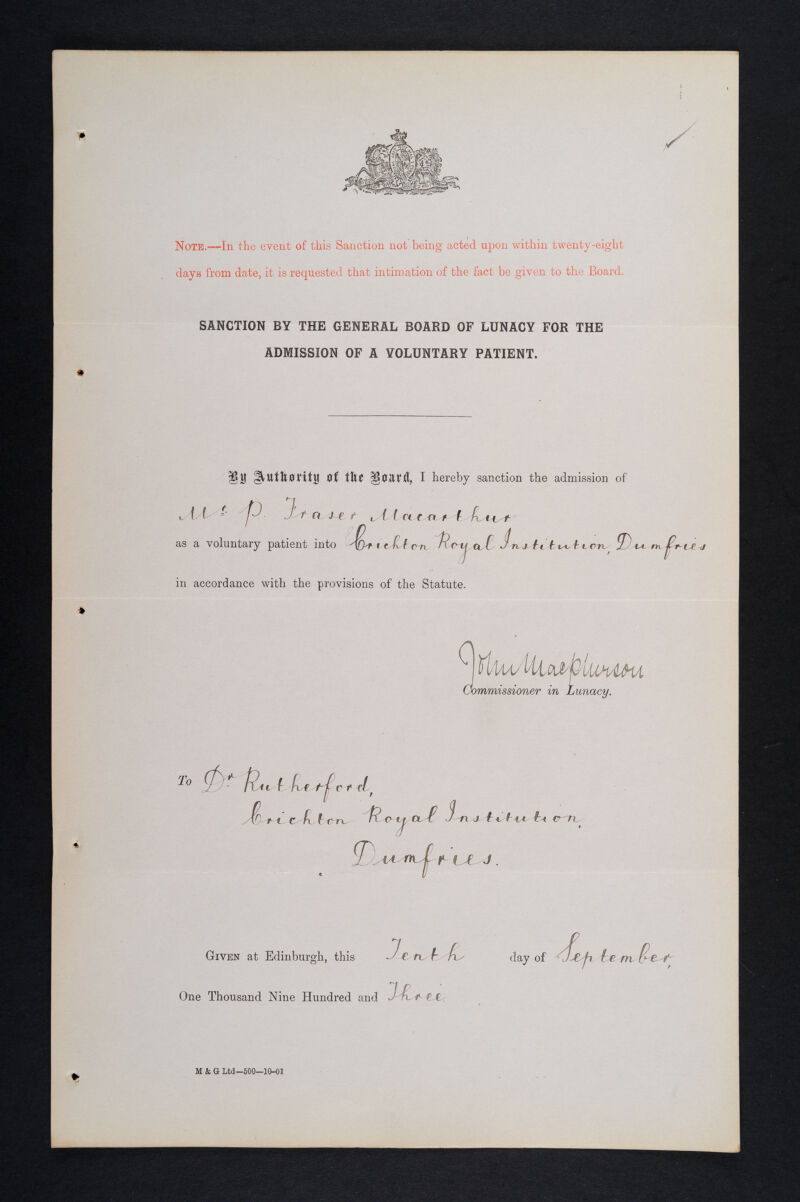 NOTE.—In the event of this Sanction not being acted upon within twenty-eight
days from date, it is requested that intimation of the fact be given to the Board.
SANCTION BY THE GENERAL BOARD OF LUNACY FOR THE
ADMISSION OF A VOLUNTARY PATIENT.
By Authority of the Board, I hereby sanction the admission of
Mr P. Fraser Macarthur
as a voluntary patient into Crichton Royal Institution, Dumfries
in accordance with the provisions of the Statute.
John Macpherson
Commissioner in Lunacy.
To Dr. Rutherford,
Crichton Royal Institution,
Dumfries.
GIVEN at Edinburgh, this Tenth day of September,
One Thousand Nine Hundred and Three.
M & G Ltd—500—10-01